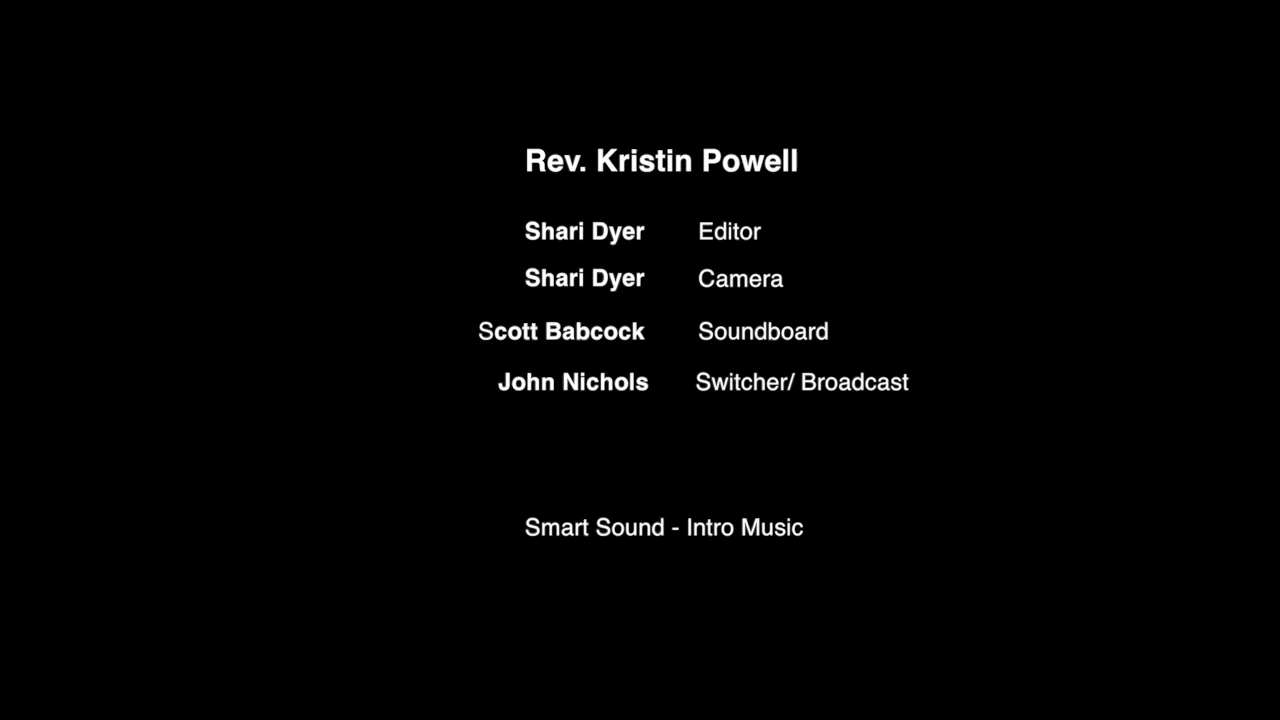 Rev. Kristin Powell
Shari Dyer Editor
Shari Dyer Camera
Scott Babcock Soundboard
John Nichols Switcher/ Broadcast
Smart Sound - Intro Music